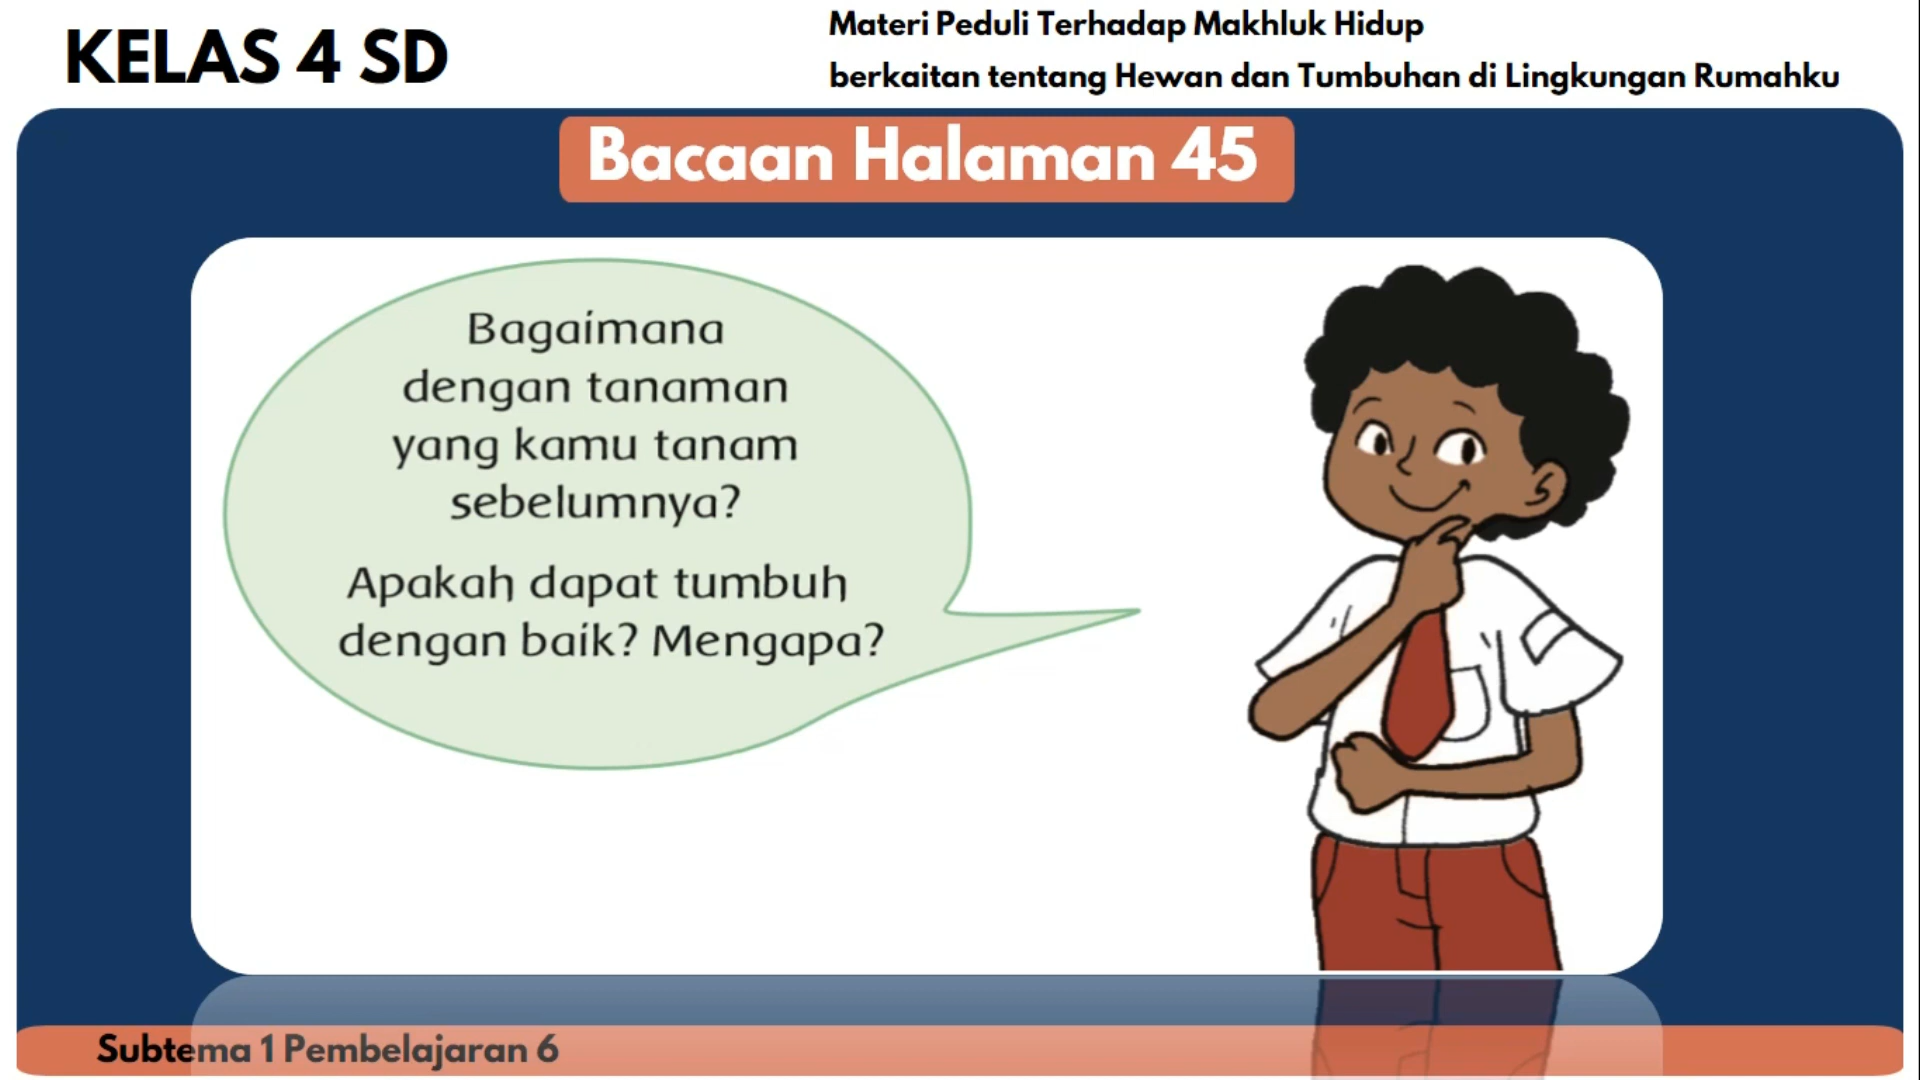 KELAS 4 SD
Materi Peduli Terhadap Makhluk Hidup
berkaitan tentang Hewan dan Tumbuhan di Lingkungan Rumahku
Bacaan Halaman 45
Bagaimana
dengan tanaman
yang kamu tanam
sebelumnya?
Apakah dapat tumbuh
dengan baik? Mengapa?
Subtema 1 Pembelajaran 6